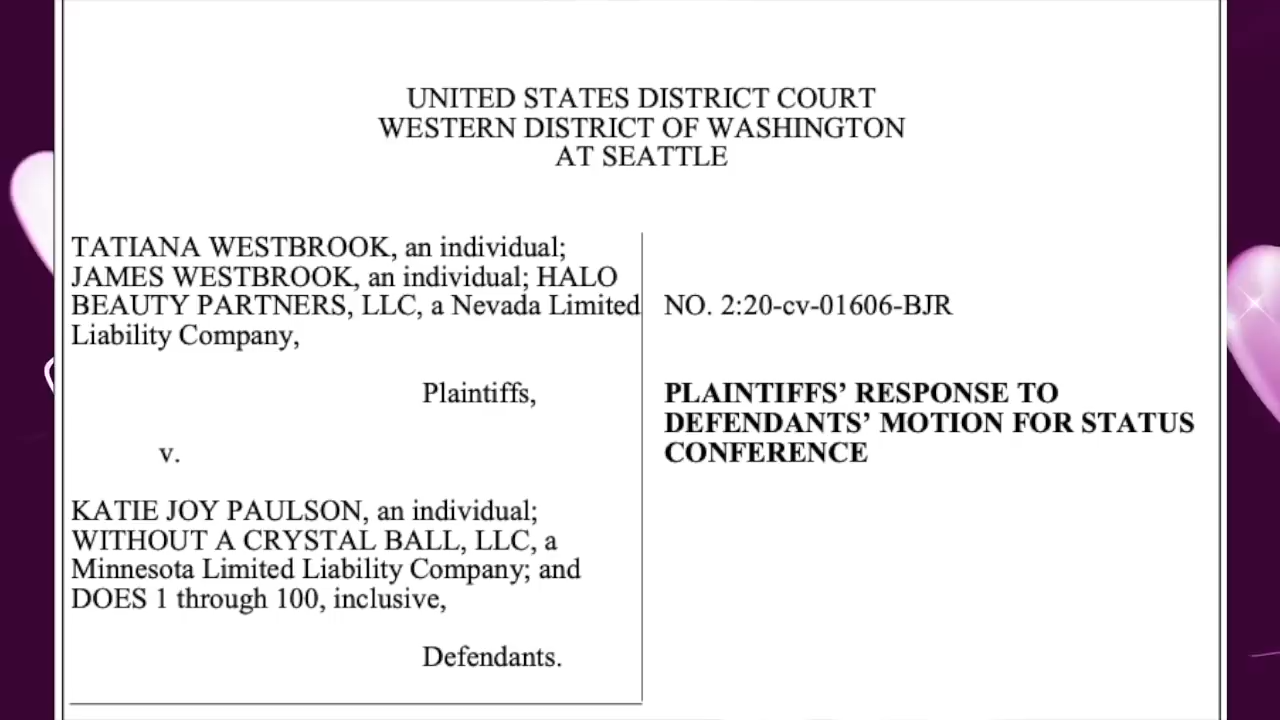 UNITED STATES DISTRICT COURT
WESTERN DISTRICT OF WASHINGTON
AT SEATTLE
TATIANA WESTBROOK, an individual;
JAMES WESTBROOK, an individual; HALO
BEAUTY PARTNERS, LLC, a Nevada Limited
Liability Company,
Plaintiffs,
v.
KATIE JOY PAULSON, an individual;
WITHOUT A CRYSTAL BALL, LLC, a
Minnesota Limited Liability Company; and
DOES 1 through 100, inclusive,
Defendants.
NO. 2:20-cv-01606-BJR
PLAINTIFFS’ RESPONSE TO
DEFENDANTS’ MOTION FOR STATUS
CONFERENCE